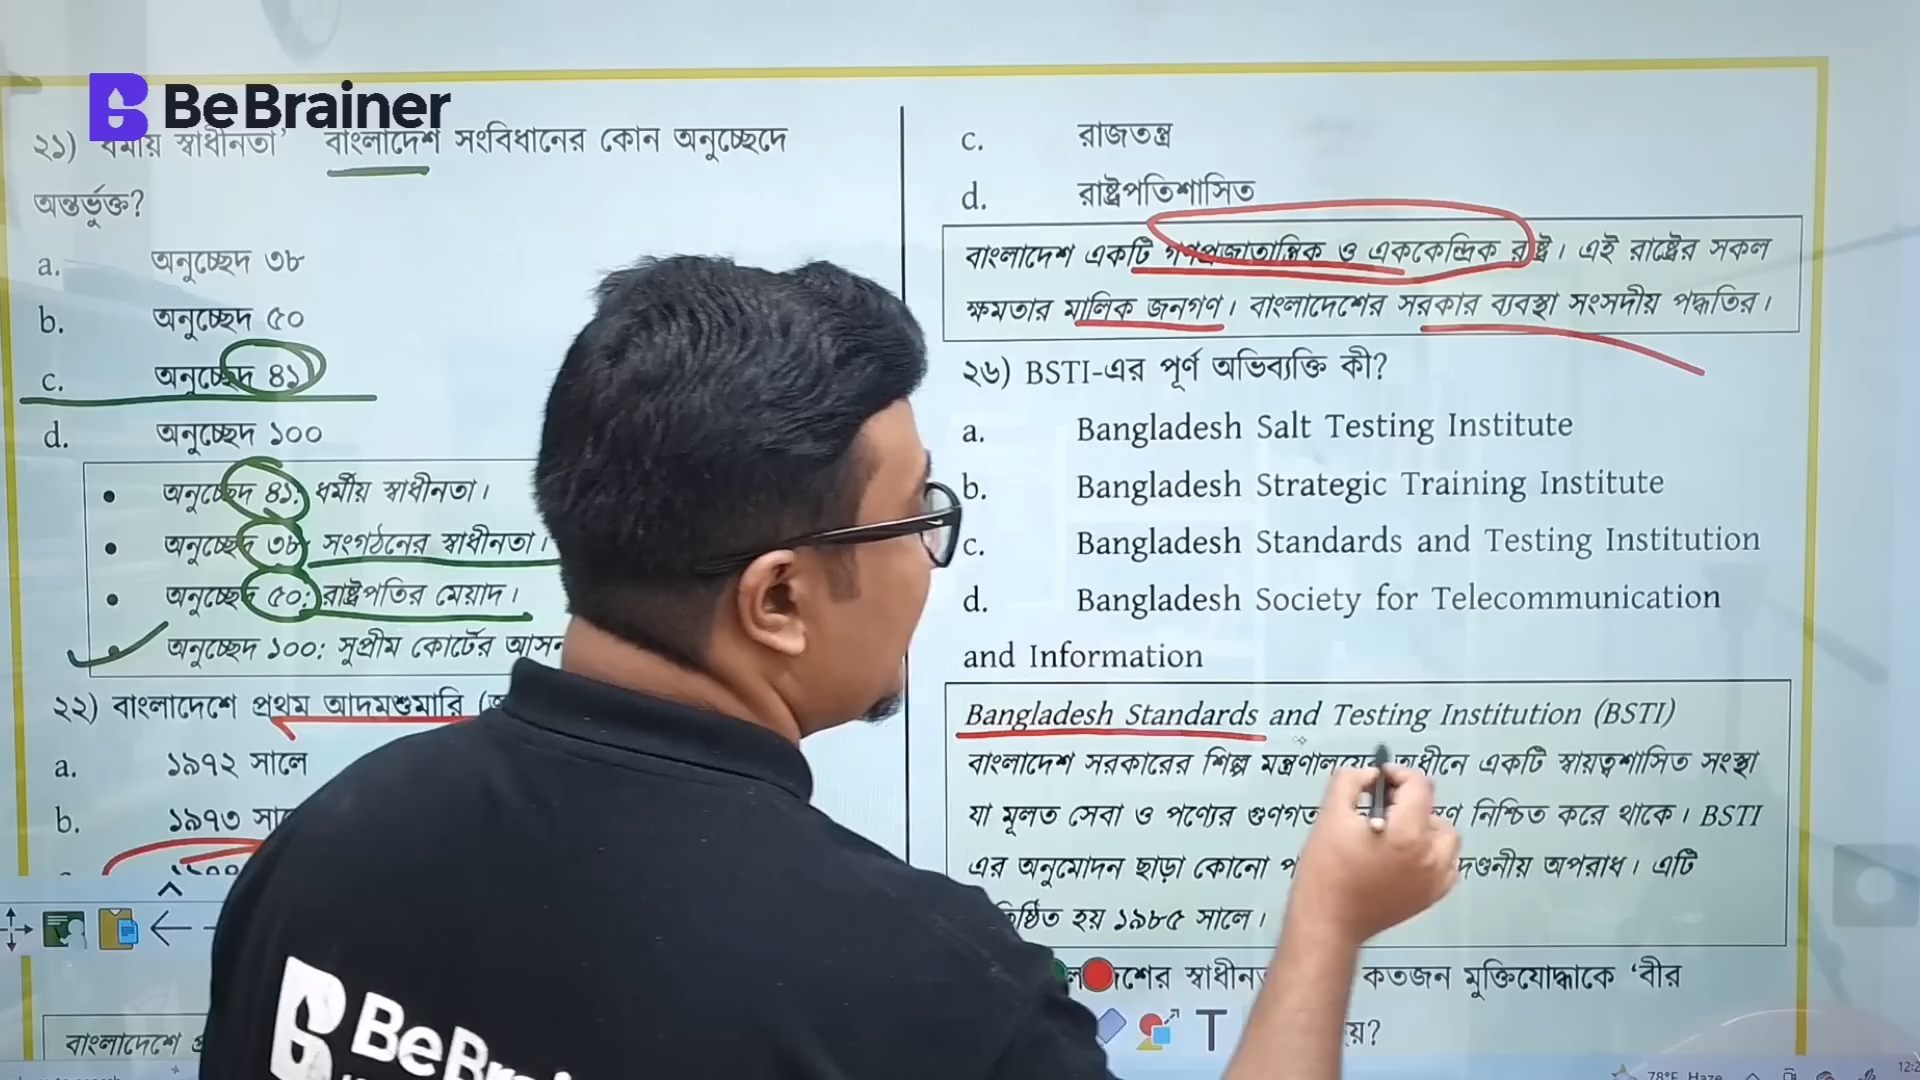 BeBrainer
২১) ধর্মীয় স্বাধীনতা’ বাংলাদেশ সংবিধানের কোন অনুচ্ছেদে
অন্তর্ভুক্ত?
a. অনুচ্ছেদ ৩৮
b. অনুচ্ছেদ ৫০
c. অনুচ্ছেদ ৪১
d. অনুচ্ছেদ ১০০
• অনুচ্ছেদ ৪১: ধর্মীয় স্বাধীনতা।
• অনুচ্ছেদ ৩৮: সংগঠনের স্বাধীনতা।
• অনুচ্ছেদ ৫০: রাষ্ট্রপতির মেয়াদ।
• অনুচ্ছেদ ১০০: সুপ্রীম কোর্টের
২২) বাংলাদেশে প্রথম আদমশুমারি
a. ১৯৭২ সালে
b. ১৯৭৩
বাংলাদেশে
c. রাজতন্ত্র
d. রাষ্ট্রপতিশাসিত
বাংলাদেশ একটি গণপ্রজাতান্ত্রিক ও এককেন্দ্রিক রাষ্ট্র। এই রাষ্ট্রের সকল
ক্ষমতার মালিক জনগণ। বাংলাদেশের সরকার ব্যবস্থা সংসদীয় পদ্ধতির।
২৬) BSTI-এর পূর্ণ অভিব্যক্তি কী?
a. Bangladesh Salt Testing Institute
b. Bangladesh Strategic Training Institute
c. Bangladesh Standards and Testing Institution
d. Bangladesh Society for Telecommunication
and Information
Bangladesh Standards and Testing Institution (BSTI)
বাংলাদেশ সরকারের শিল্প মন্ত্রণালয়ের অধীনে একটি স্বায়ত্বশাসিত সংস্থা
যা মূলত সেবা ও পণ্যের গুণগত নিশ্চিত করে থাকে। BSTI
এর অনুমোদন ছাড়া কোনো দণ্ডনীয় অপরাধ। এটি
হয় ১৯৮৫ সালে।
কতজন মুক্তিযোদ্ধাকে ‘বীর
T
78°F Haze
BeBrainer